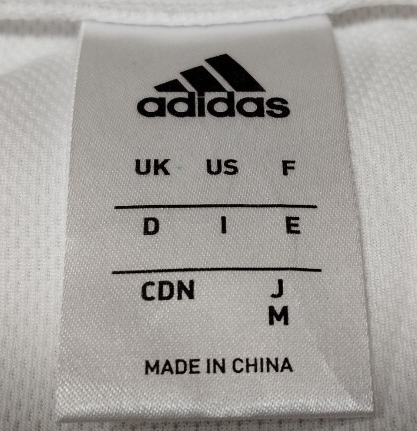 adidas
UK US F
D I E
CDN J
M
MADE IN CHINA